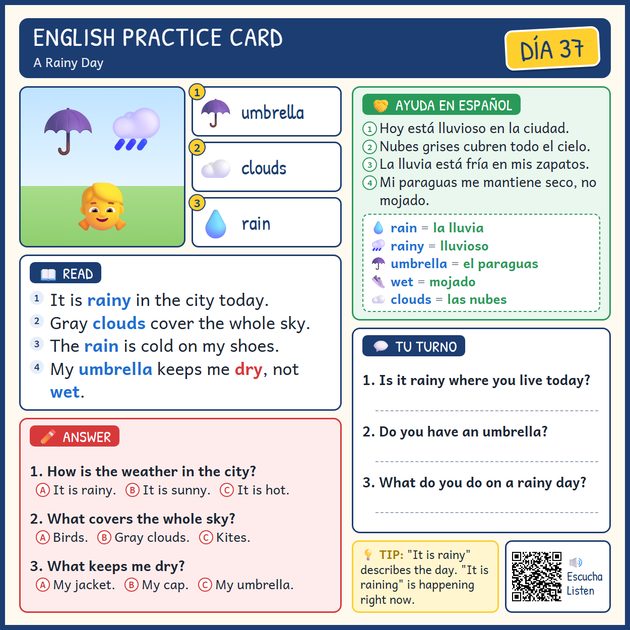 ENGLISH PRACTICE CARD
A Rainy Day
DÍA 37
1 umbrella
2 clouds
3 rain
READ
1 It is rainy in the city today.
2 Gray clouds cover the whole sky.
3 The rain is cold on my shoes.
4 My umbrella keeps me dry, not
wet.
ANSWER
1. How is the weather in the city?
A It is rainy. B It is sunny. C It is hot.
2. What covers the whole sky?
A Birds. B Gray clouds. C Kites.
3. What keeps me dry?
A My jacket. B My cap. C My umbrella.
AYUDA EN ESPAÑOL
1 Hoy está lluvioso en la ciudad.
2 Nubes grises cubren todo el cielo.
3 La lluvia está fría en mis zapatos.
4 Mi paraguas me mantiene seco, no
mojado.
rain = la lluvia
rainy = lluvioso
umbrella = el paraguas
wet = mojado
clouds = las nubes
TU TURNO
1. Is it rainy where you live today?
2. Do you have an umbrella?
3. What do you do on a rainy day?
TIP: "It is rainy"
describes the day. "It is
raining" is happening
right now.
Escucha
Listen